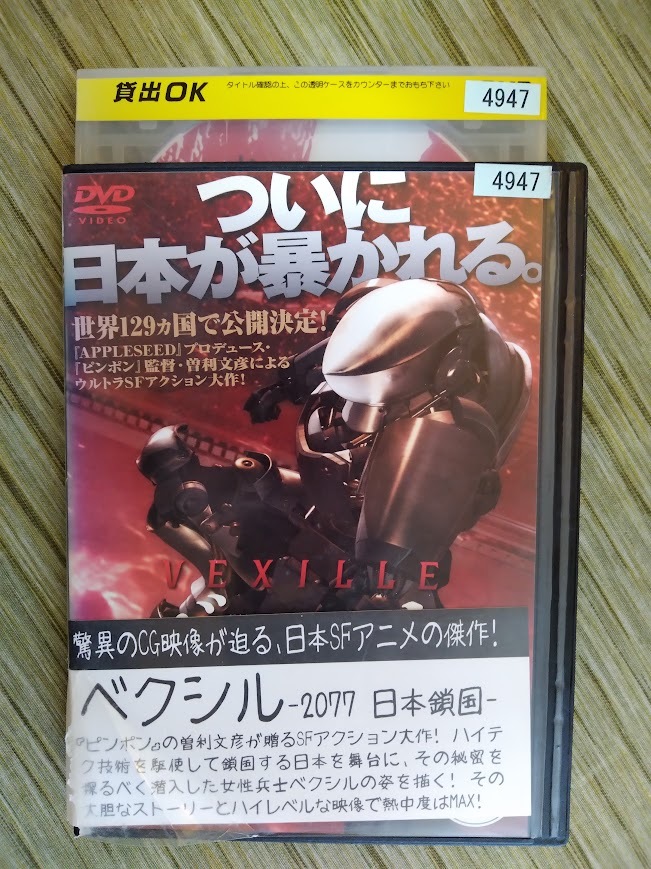 貸出OK
タイトル確認の上、この透明ケースをカウンターまでおもち下さい
4947
4947
DVD
VIDEO
ついに
日本が暴かれる。
世界129ヵ国で公開決定!
『APPLESEED』プロデュース・
『ピンポン』監督・曽利文彦による
ウルトラSFアクション大作!
VEXILLE
驚異のCG映像が迫る、日本SFアニメの傑作!
ベクシル-2077 日本鎖国-
『ピンポン』の曽利文彦が贈るSFアクション大作! ハイテ
ク技術を駆使して鎖国する日本を舞台に、その秘密を
探るべく潜入した女性兵士ベクシルの姿を描く! その
大胆なストーリーとハイレベルな映像で熱中度はMAX!